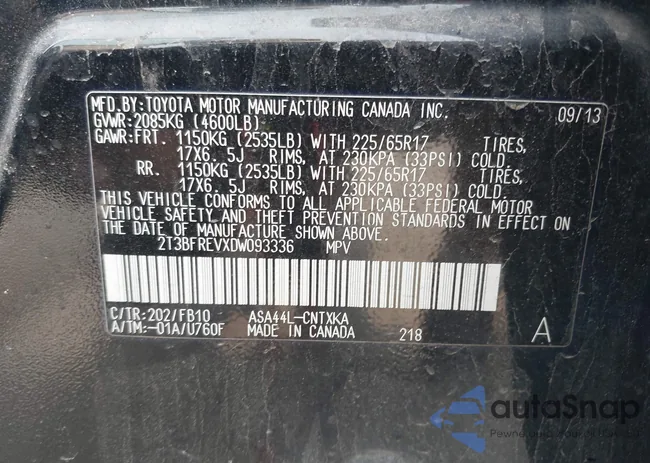 MFD.BY:TOYOTA MOTOR MANUFACTURING CANADA INC. 09/13
GVWR:2085KG (4600LB)
GAWR:FRT. 1150KG (2535LB) WITH 225/65R17 TIRES,
17X6. 5J RIMS, AT 230KPA (33PSI) COLD.
RR. 1150KG (2535LB) WITH 225/65R17 TIRES,
17X6. 5J RIMS, AT 230KPA (33PSI) COLD.
THIS VEHICLE CONFORMS TO ALL APPLICABLE FEDERAL MOTOR
VEHICLE SAFETY AND THEFT PREVENTION STANDARDS IN EFFECT ON
THE DATE OF MANUFACTURE SHOWN ABOVE.
2T3BFREVXDW093336 MPV
C/TR:202/FB10 ASA44L-CNTXKA
A/TM:-01A/U760F MADE IN CANADA 218 A
autoSnap